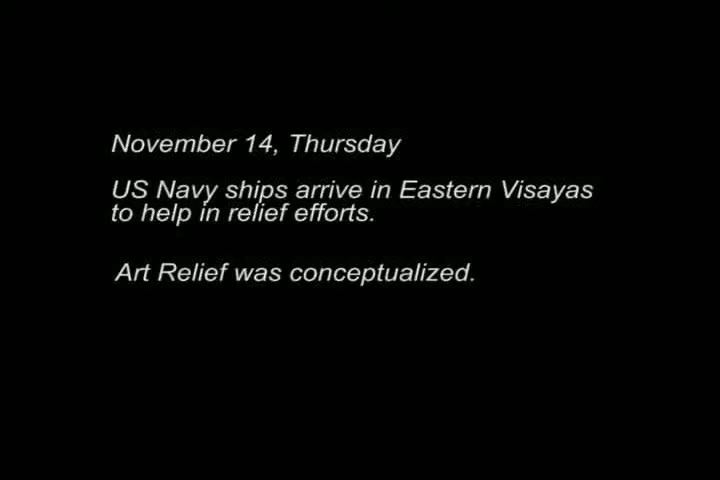 November 14, Thursday
US Navy ships arrive in Eastern Visayas
to help in relief efforts.
Art Relief was conceptualized.